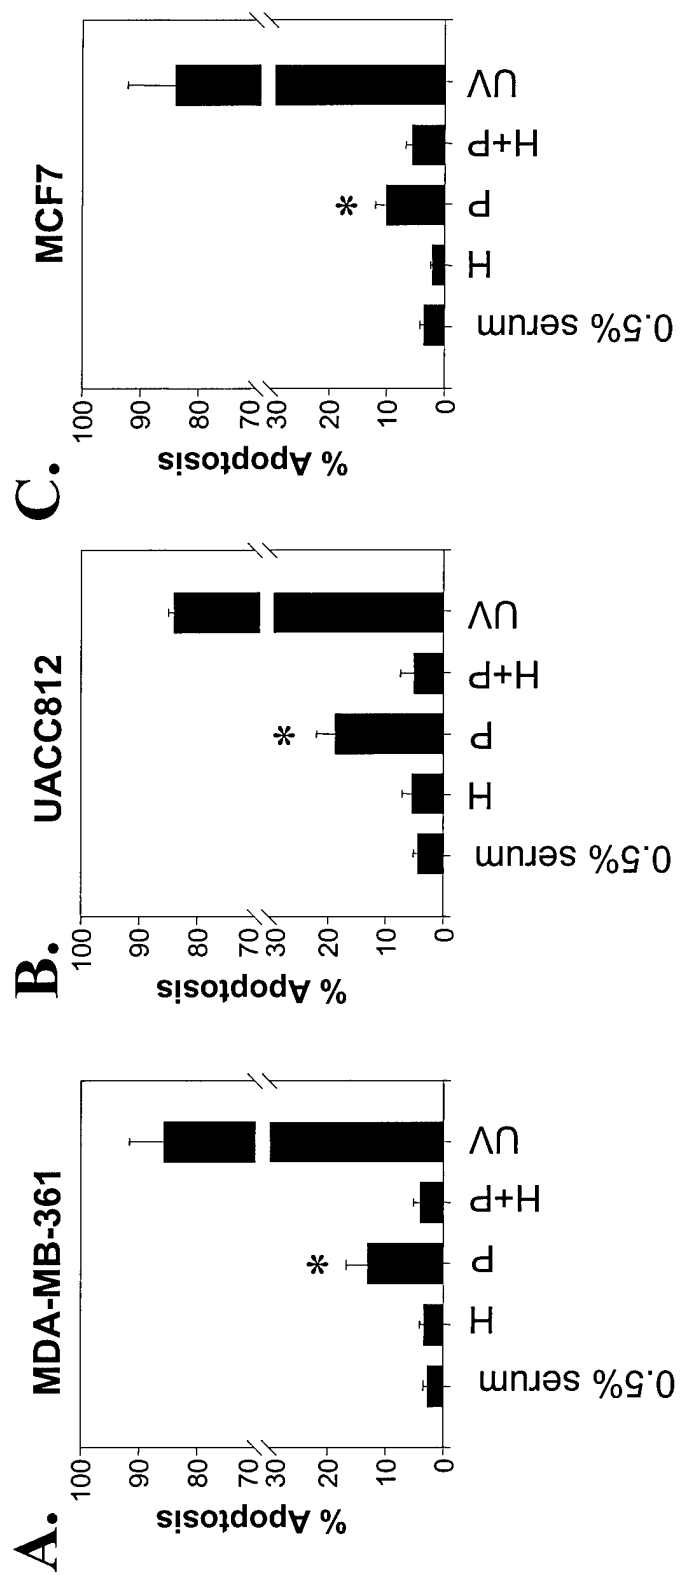 A.
MDA-MB-361
% Apoptosis
100
90
80
70
30
20
10
0
*
0.5% serum
H
P
H+P
UV
B.
UACC812
% Apoptosis
100
90
80
70
30
20
10
0
*
0.5% serum
H
P
H+P
UV
C.
MCF7
% Apoptosis
100
90
80
70
30
20
10
0
*
0.5% serum
H
P
H+P
UV